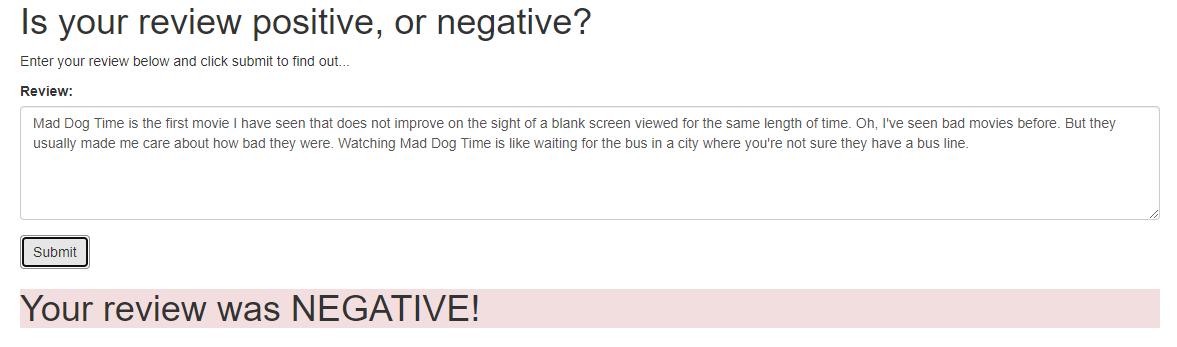 Is your review positive, or negative?
Enter your review below and click submit to find out...
Review:
Mad Dog Time is the first movie I have seen that does not improve on the sight of a blank screen viewed for the same length of time. Oh, I've seen bad movies before. But they
usually made me care about how bad they were. Watching Mad Dog Time is like waiting for the bus in a city where you're not sure they have a bus line.
Submit
Your review was NEGATIVE!